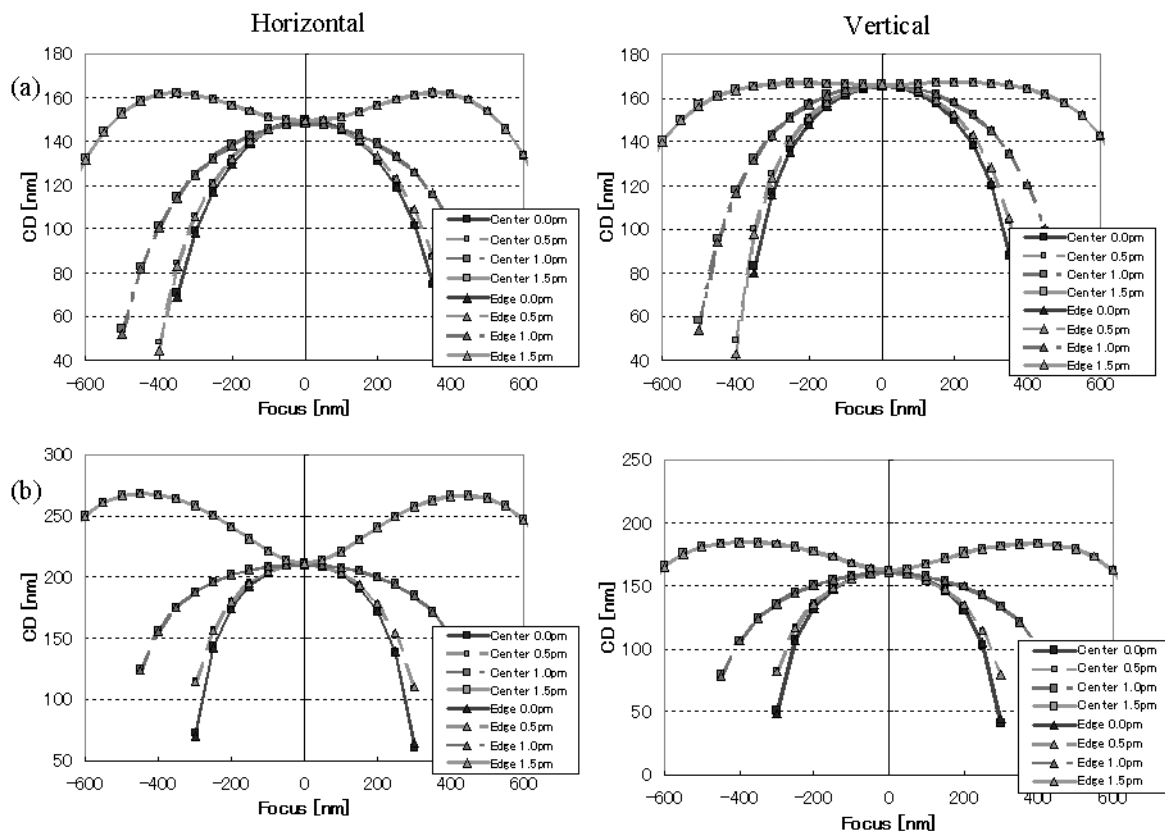 Horizontal
Vertical
(a)
180
160
140
120
100
80
60
40
CD [nm]
-600 -400 -200 0 200 400 600
Focus [nm]
Center 0.0pm
Center 0.5pm
Center 1.0pm
Center 1.5pm
Edge 0.0pm
Edge 0.5pm
Edge 1.0pm
Edge 1.5pm
180
160
140
120
100
80
60
40
CD [nm]
-600 -400 -200 0 200 400 600
Focus [nm]
Center 0.0pm
Center 0.5pm
Center 1.0pm
Center 1.5pm
Edge 0.0pm
Edge 0.5pm
Edge 1.0pm
Edge 1.5pm
(b)
300
250
200
150
100
50
CD [nm]
-600 -400 -200 0 200 400 600
Focus [nm]
Center 0.0pm
Center 0.5pm
Center 1.0pm
Center 1.5pm
Edge 0.0pm
Edge 0.5pm
Edge 1.0pm
Edge 1.5pm
250
200
150
100
50
0
CD [nm]
-600 -400 -200 0 200 400 600
Focus [nm]
Center 0.0pm
Center 0.5pm
Center 1.0pm
Center 1.5pm
Edge 0.0pm
Edge 0.5pm
Edge 1.0pm
Edge 1.5pm